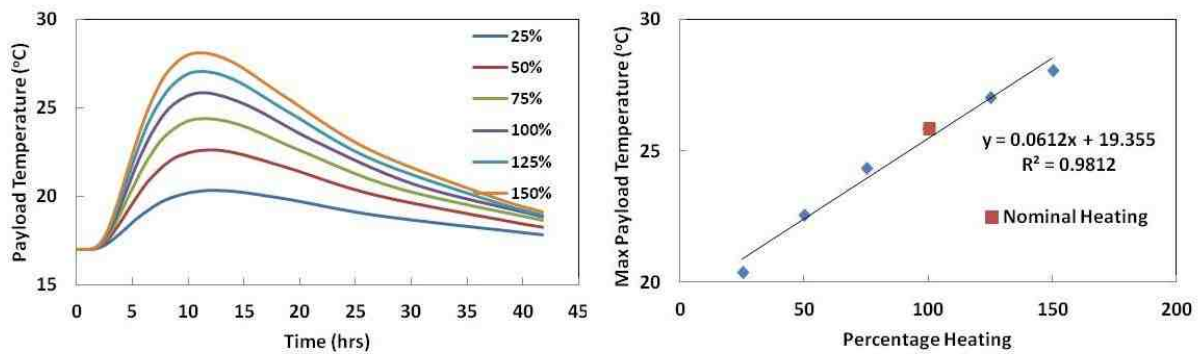 Payload Temperature (°C)
30
25
20
15
0 5 10 15 20 25 30 35 40 45
Time (hrs)
25%
50%
75%
100%
125%
150%
Max Payload Temperature (°C)
30
25
20
0 50 100 150 200
Percentage Heating
y = 0.0612x + 19.355
R² = 0.9812
Nominal Heating